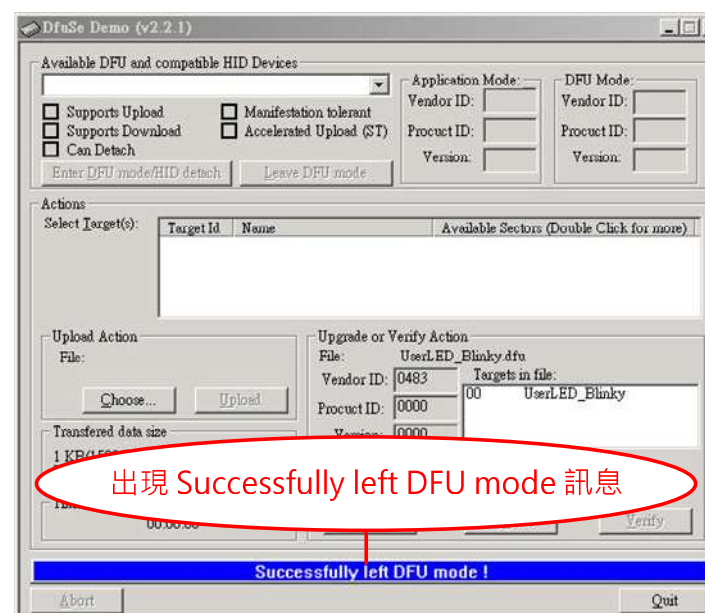 DfuSe Demo (v2.2.1)
Available DFU and compatible HID Devices
Supports Upload
Manifestation tolerant
Supports Download
Accelerated Upload (ST)
Can Detach
Enter DFU mode/HID detach
Leave DFU mode
Application Mode:
Vendor ID:
Procuct ID:
Version:
DFU Mode:
Vendor ID:
Procuct ID:
Version:
Actions
Select Target(s):
Target Id Name Available Sectors (Double Click for more)
Upload Action
File:
Choose... Upload
Upgrade or Verify Action
File: UserLED_Blinky.dfu
Vendor ID: 0483
Procuct ID: 0000
Version: 0000
Targets in file:
00 UserLED_Blinky
Transfered data size
1 KB
出現 Successfully left DFU mode 訊息
00:00:00
Verify
Successfully left DFU mode !
Abort
Quit